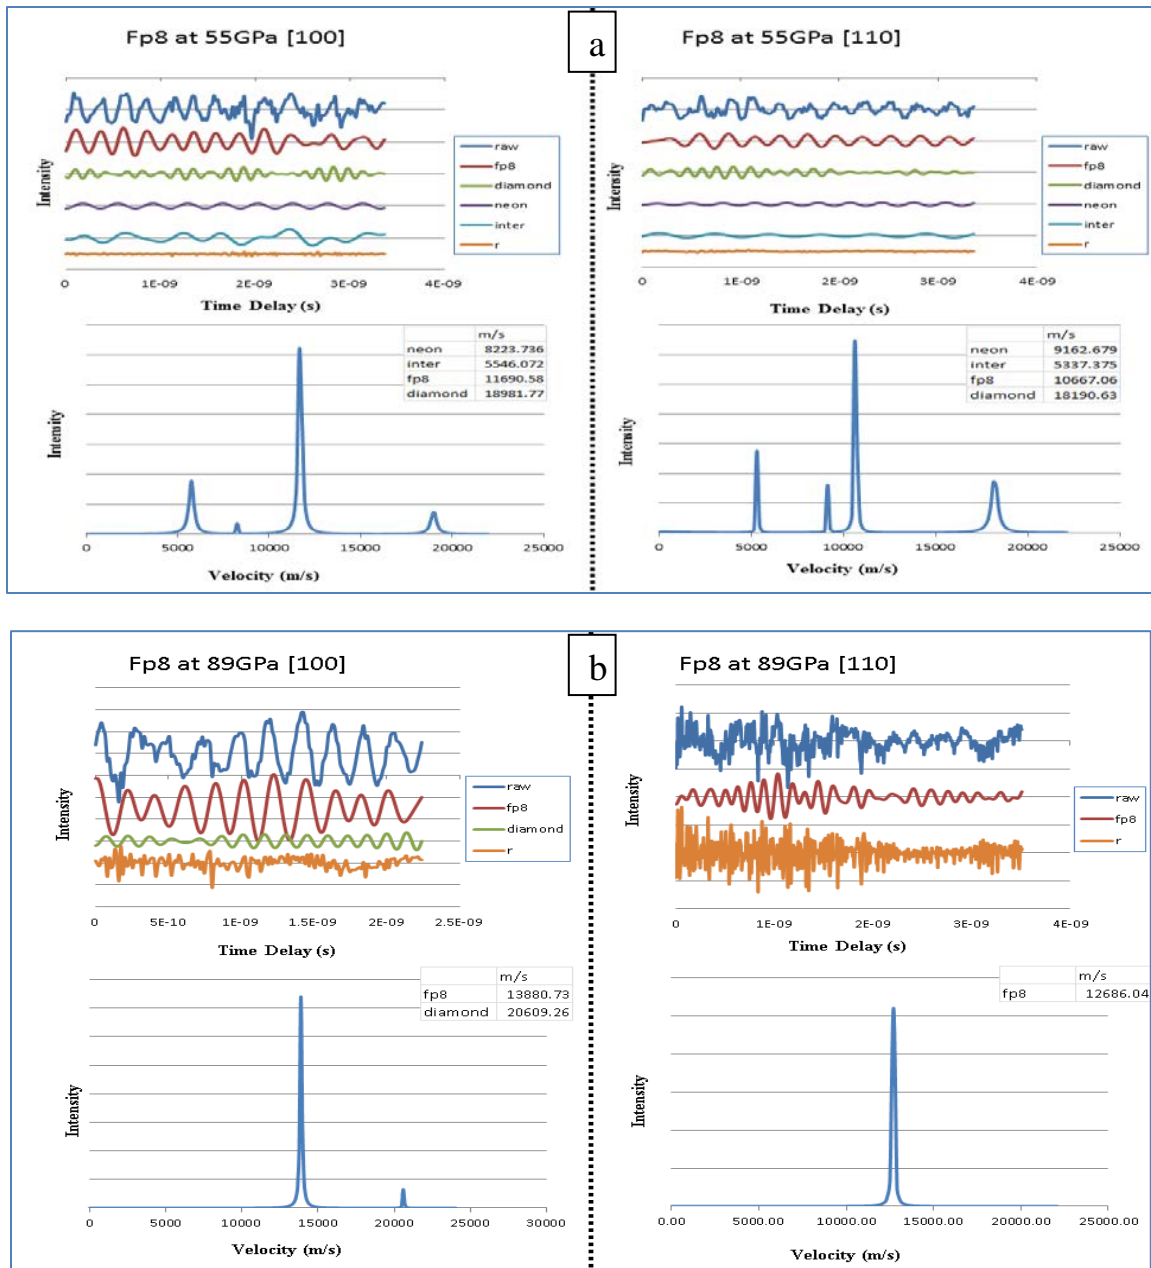 a
Fp8 at 55GPa [100]
Intensity
raw
fp8
diamond
neon
inter
r
0 1E-09 2E-09 3E-09 4E-09
Time Delay (s)
m/s
neon 8223.736
inter 5546.072
fp8 11690.58
diamond 18981.77
Intensity
0 5000 10000 15000 20000 25000
Velocity (m/s)
Fp8 at 55GPa [110]
Intensity
raw
fp8
diamond
neon
inter
r
0 1E-09 2E-09 3E-09 4E-09
Time Delay (s)
m/s
neon 9162.679
inter 5337.375
fp8 10667.06
diamond 18190.63
Intensity
0 5000 10000 15000 20000 25000
Velocity (m/s)
b
Fp8 at 89GPa [100]
Intensity
raw
fp8
diamond
r
0 5E-10 1E-09 1.5E-09 2E-09 2.5E-09
Time Delay (s)
m/s
fp8 13880.73
diamond 20609.26
Intensity
0 5000 10000 15000 20000 25000 30000
Velocity (m/s)
Fp8 at 89GPa [110]
Intensity
raw
fp8
r
0 1E-09 2E-09 3E-09 4E-09
Time Delay (s)
m/s
fp8 12686.04
Intensity
0.00 5000.00 10000.00 15000.00 20000.00 25000.00
Velocity (m/s)